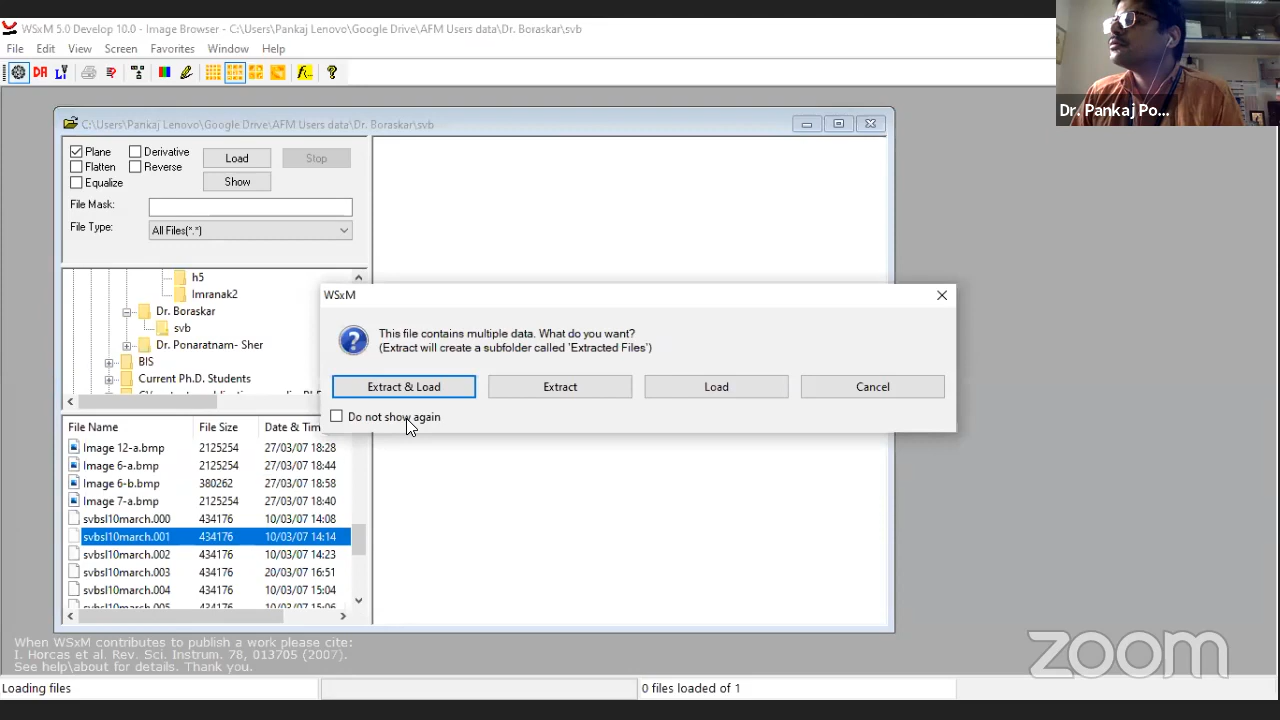 WSxM 5.0 Develop 10.0 - Image Browser - C:\Users\Pankaj Lenovo\Google Drive\AFM Users data\Dr. Boraskar\svb
File Edit View Screen Favorites Window Help
Dr. Pankaj Po...
C:\Users\Pankaj Lenovo\Google Drive\AFM Users data\Dr. Boraskar\svb
Plane Derivative Load Stop
Flatten Reverse
Equalize Show
File Mask:
File Type: All Files(*.*)
h5
Imranak2
Dr. Boraskar
svb
Dr. Ponaratnam- Sher
BIS
Current Ph.D. Students
WSxM
This file contains multiple data. What do you want?
(Extract will create a subfolder called 'Extracted Files')
Extract & Load Extract Load Cancel
Do not show again
File Name File Size Date & Tim
Image 12-a.bmp 2125254 27/03/07 18:28
Image 6-a.bmp 2125254 27/03/07 18:44
Image 6-b.bmp 380262 27/03/07 18:58
Image 7-a.bmp 2125254 27/03/07 18:40
svbsl10march.000 434176 10/03/07 14:08
svbsl10march.001 434176 10/03/07 14:14
svbsl10march.002 434176 10/03/07 14:23
svbsl10march.003 434176 20/03/07 16:51
svbsl10march.004 434176 10/03/07 15:04
svbsl10march.005 434176 10/03/07 15:06
When WSxM contributes to publish a work please cite:
I. Horcas et al. Rev. Sci. Instrum. 78, 013705 (2007).
See help\about for details. Thank you.
zoom
Loading files 0 files loaded of 1